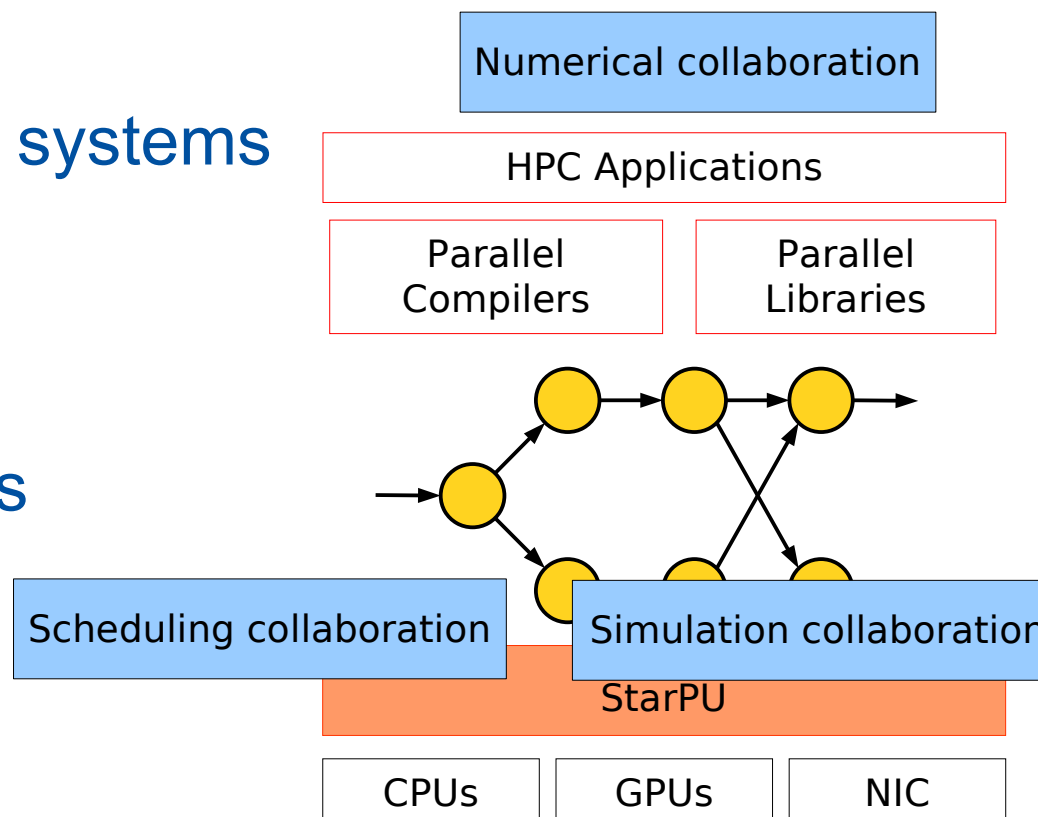 Numerical collaboration
systems
HPC Applications
Parallel
Compilers
Parallel
Libraries
s
Scheduling collaboration
Simulation collaboration
StarPU
CPUs
GPUs
NIC